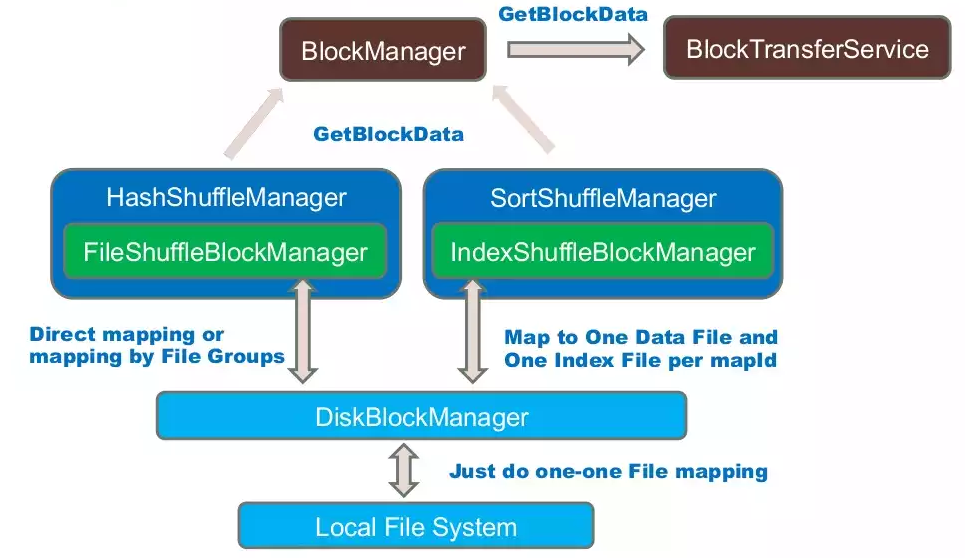 GetBlockData
BlockManager
BlockTransferService
GetBlockData
HashShuffleManager
SortShuffleManager
FileShuffleBlockManager
IndexShuffleBlockManager
Direct mapping or
mapping by File Groups
Map to One Data File and
One Index File per mapId
DiskBlockManager
Just do one-one File mapping
Local File System